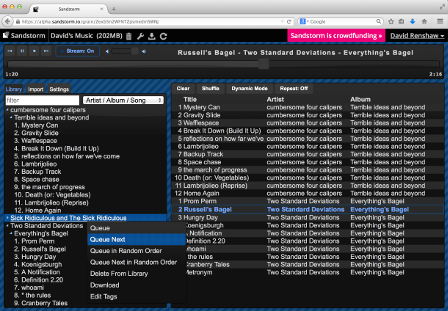 Sandstorm
Google
Sandstorm
David's Music
(202MB)
Sandstorm is crowdfunding »
David Renshaw
Stream: On
Russell's Bagel - Two Standard Deviations - Everything's Bagel
1:20
2:16
Library
Import
Settings
filter
Artist / Album / Song
cumbersome four calipers
Terrible ideas and beyond
1. Mystery Can
2. Gravity Slide
3. Wafflespace
4. Break It Down (Build It Up)
5. reflections on how far we've come
6. Lambrijolieo
7. Backup Track
8. Space chase
9. the march of progress
10. Death (or: Vegetables)
11. Lambrijolieo (Reprise)
12. Home Again
Sick Ridiculous and The Sick Ridiculous
Two Standard Deviations
Everything's Bagel
1. Prom Perm
2. Russell's Bagel
3. Hungry Day
4. Koenigsburgh
5. A Notification
6. Definition 2.20
7. whoami
8. * the rules
9. Cranberry Tales
Queue
Queue Next
Queue in Random Order
Queue Next in Random Order
Delete From Library
Download
Edit Tags
Clear
Shuffle
Dynamic Mode
Repeat: Off
Title Artist Album
1 Mystery Can cumbersome four calipers Terrible ideas and beyond
2 Gravity Slide cumbersome four calipers Terrible ideas and beyond
3 Wafflespace cumbersome four calipers Terrible ideas and beyond
4 Break It Down (Build It Up) cumbersome four calipers Terrible ideas and beyond
5 reflections on how far we've cumbersome four calipers Terrible ideas and beyond
6 Lambrijolieo cumbersome four calipers Terrible ideas and beyond
7 Backup Track cumbersome four calipers Terrible ideas and beyond
8 Space chase cumbersome four calipers Terrible ideas and beyond
9 the march of progress cumbersome four calipers Terrible ideas and beyond
10 Death (or: Vegetables) cumbersome four calipers Terrible ideas and beyond
11 Lambrijolieo (Reprise) cumbersome four calipers Terrible ideas and beyond
12 Home Again cumbersome four calipers Terrible ideas and beyond
1 Prom Perm Two Standard Deviations Everything's Bagel
2 Russell's Bagel Two Standard Deviations Everything's Bagel
3 Hungry Day Two Standard Deviations Everything's Bagel
Koenigsburgh Two Standard Deviations Everything's Bagel
Notification Two Standard Deviations Everything's Bagel
Definition 2.20 Two Standard Deviations Everything's Bagel
whoami Two Standard Deviations Everything's Bagel
the rules Two Standard Deviations Everything's Bagel
Cranberry Tales Two Standard Deviations Everything's Bagel
Metronym Two Standard Deviations Everything's Bagel